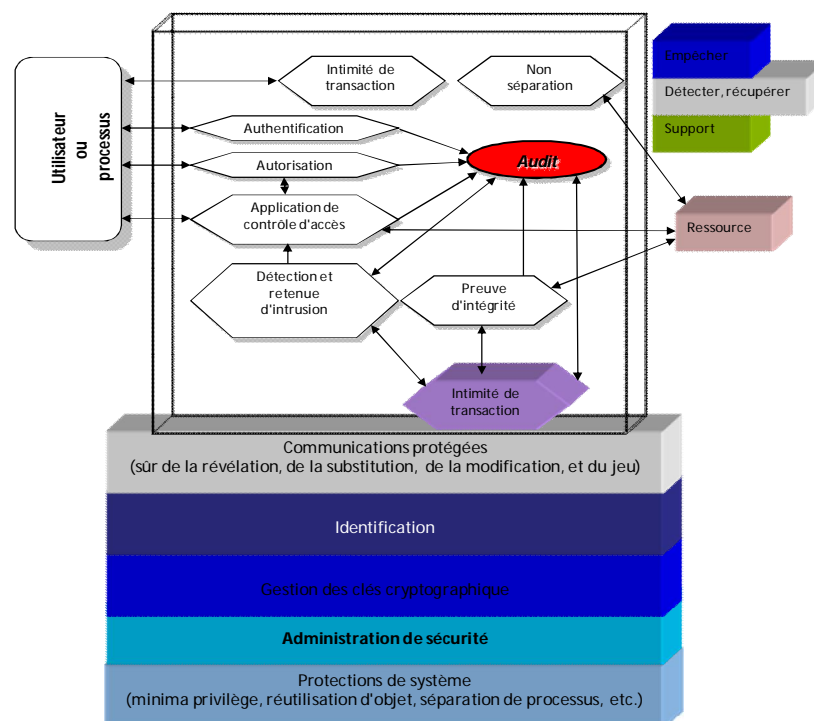 Intimité de
transaction
Non
séparation
Empecher
Détecter, récupérer
Support
Utilisateur
ou
processus
Authentification
Autorisation
Audit
Application de
contrôle d'accès
Ressource
Détection et
retenue
d'intrusion
Preuve
d'intégrité
Intimité de
transaction
Communications protégées
(sûr de la révélation, de la substitution, de la modification, et du jeu)
Identification
Gestion des clés cryptographique
Administration de sécurité
Protections de système
(minima privilège, réutilisation d'objet, séparation de processus, etc.)